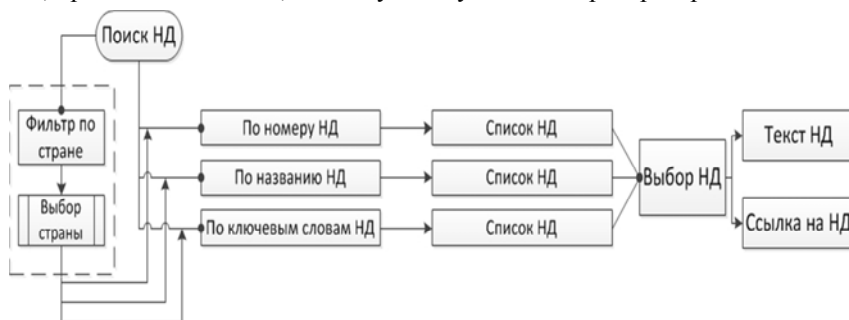 Поиск НД
Фильтр по
стране
Выбор
страны
По номеру НД
Список НД
По названию НД
Список НД
По ключевым словам НД
Список НД
Выбор НД
Текст НД
Ссылка на НД